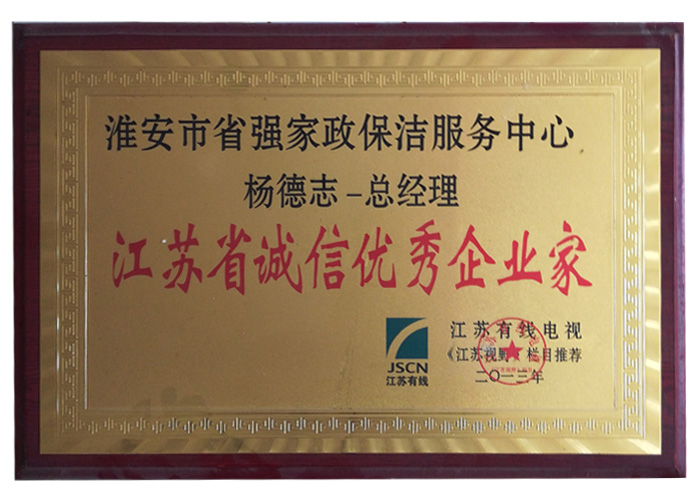 淮安市省强家政保洁服务中心
杨德志-总经理
江苏省诚信优秀企业家
JSCN
江苏有线
江苏有线电视
《江苏视野》栏目推荐
二〇一三年